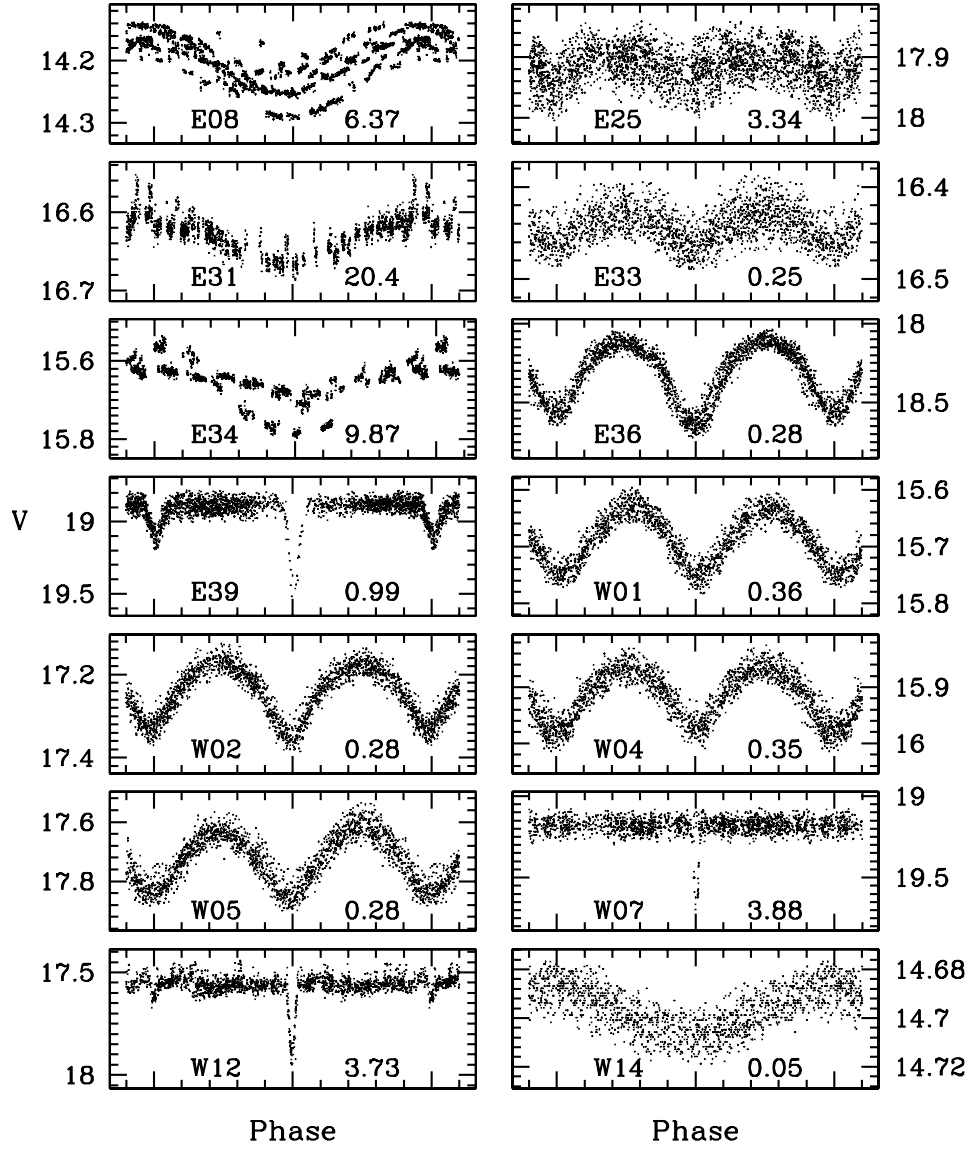 14.2
14.3
E08 6.37
17.9
18
E25 3.34
16.6
16.7
E31 20.4
16.4
16.5
E33 0.25
15.6
15.8
E34 9.87
18
18.5
E36 0.28
V
19
19.5
E39 0.99
15.6
15.7
15.8
W01 0.36
17.2
17.4
W02 0.28
15.9
16
W04 0.35
17.6
17.8
W05 0.28
19
19.5
W07 3.88
17.5
18
W12 3.73
14.68
14.7
14.72
W14 0.05
Phase
Phase